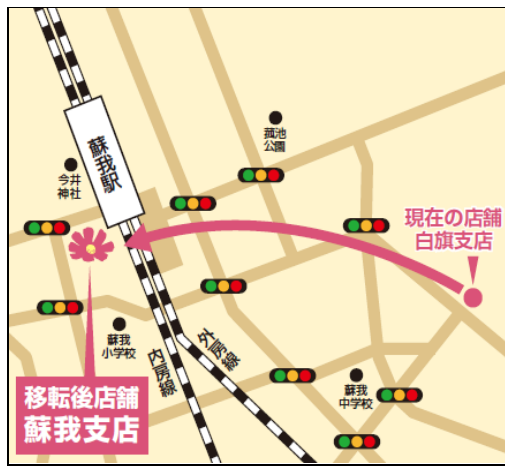 蘇我駅
菰池
公園
今井
神社
現在の店舗
白旗支店
蘇我
小学校
内房線
外房線
蘇我
中学校
移転後店舗
蘇我支店